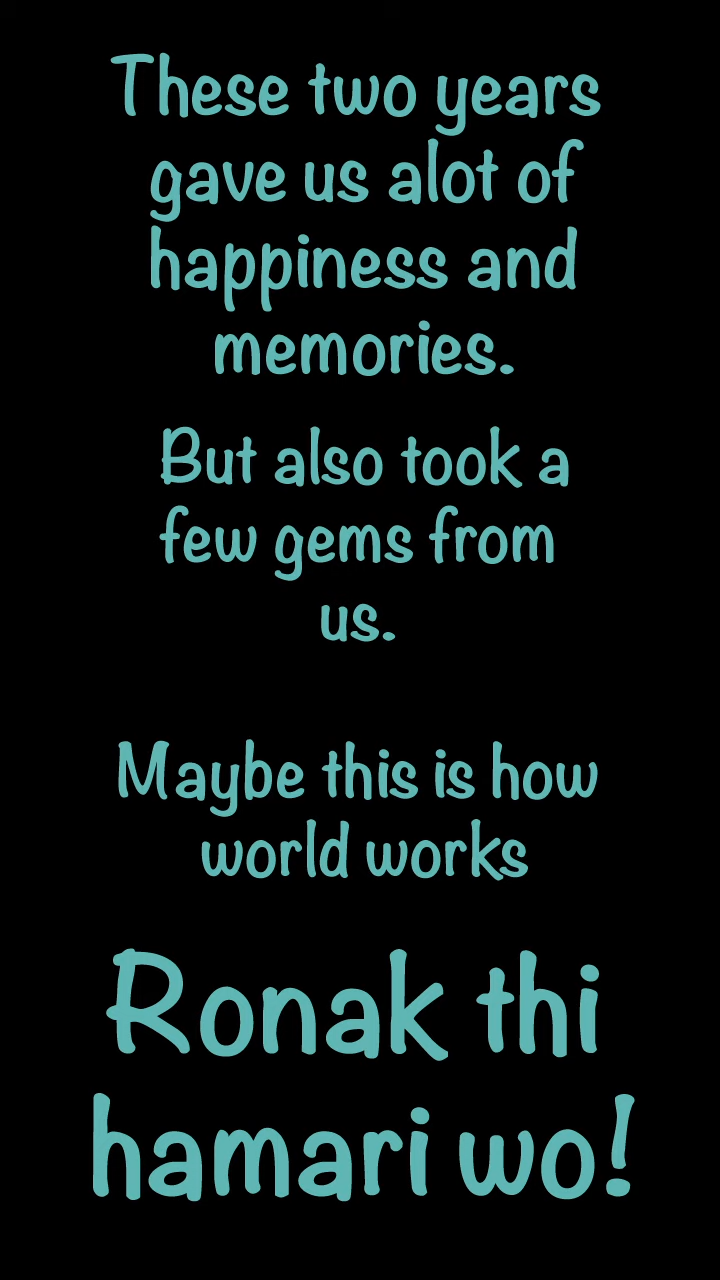 These two years
gave us alot of
happiness and
memories.
But also took a
few gems from
us.
Maybe this is how
world works
Ronak thi
hamari wo!